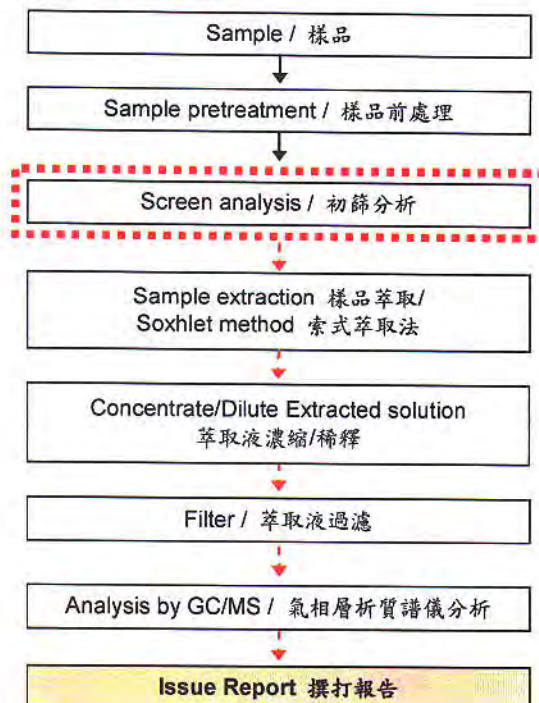 Sample / 樣品
Sample pretreatment / 樣品前處理
Screen analysis / 初篩分析
Sample extraction 樣品萃取/
Soxhlet method 索式萃取法
Concentrate/Dilute Extracted solution
萃取液濃縮/稀釋
Filter / 萃取液過濾
Analysis by GC/MS / 氣相層析質譜儀分析
Issue Report 撰打報告